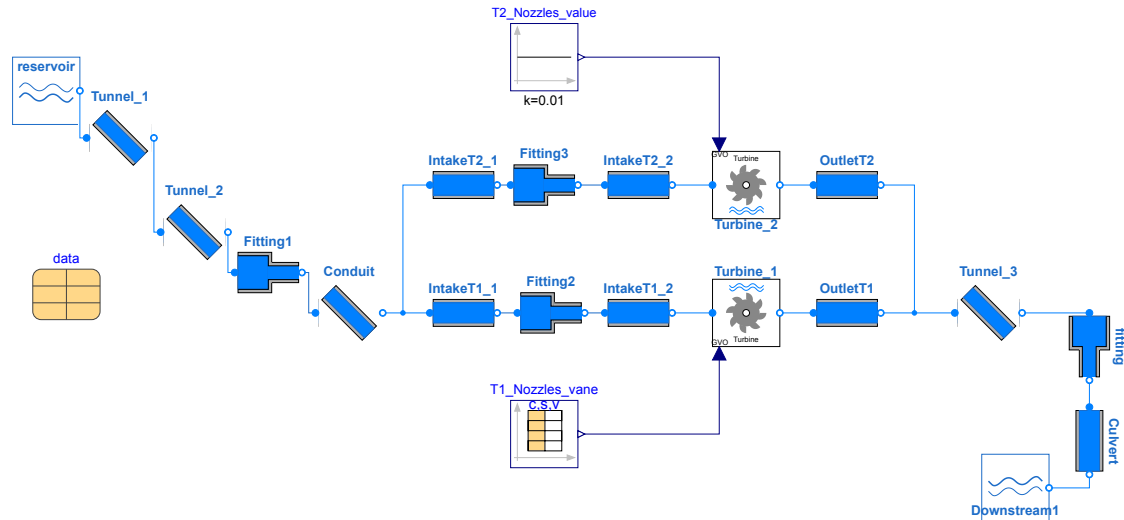 T2_Nozzles_value
k=0.01
reservoir
Tunnel_1
Tunnel_2
Fitting1
Conduit
data
IntakeT2_1
Fitting3
IntakeT2_2
GVO
Turbine
Turbine_2
OutletT2
IntakeT1_1
Fitting2
IntakeT1_2
Turbine_1
GVO
Turbine
OutletT1
Tunnel_3
fitting
Culvert
Downstream1
T1_Nozzles_vane
c.s.v